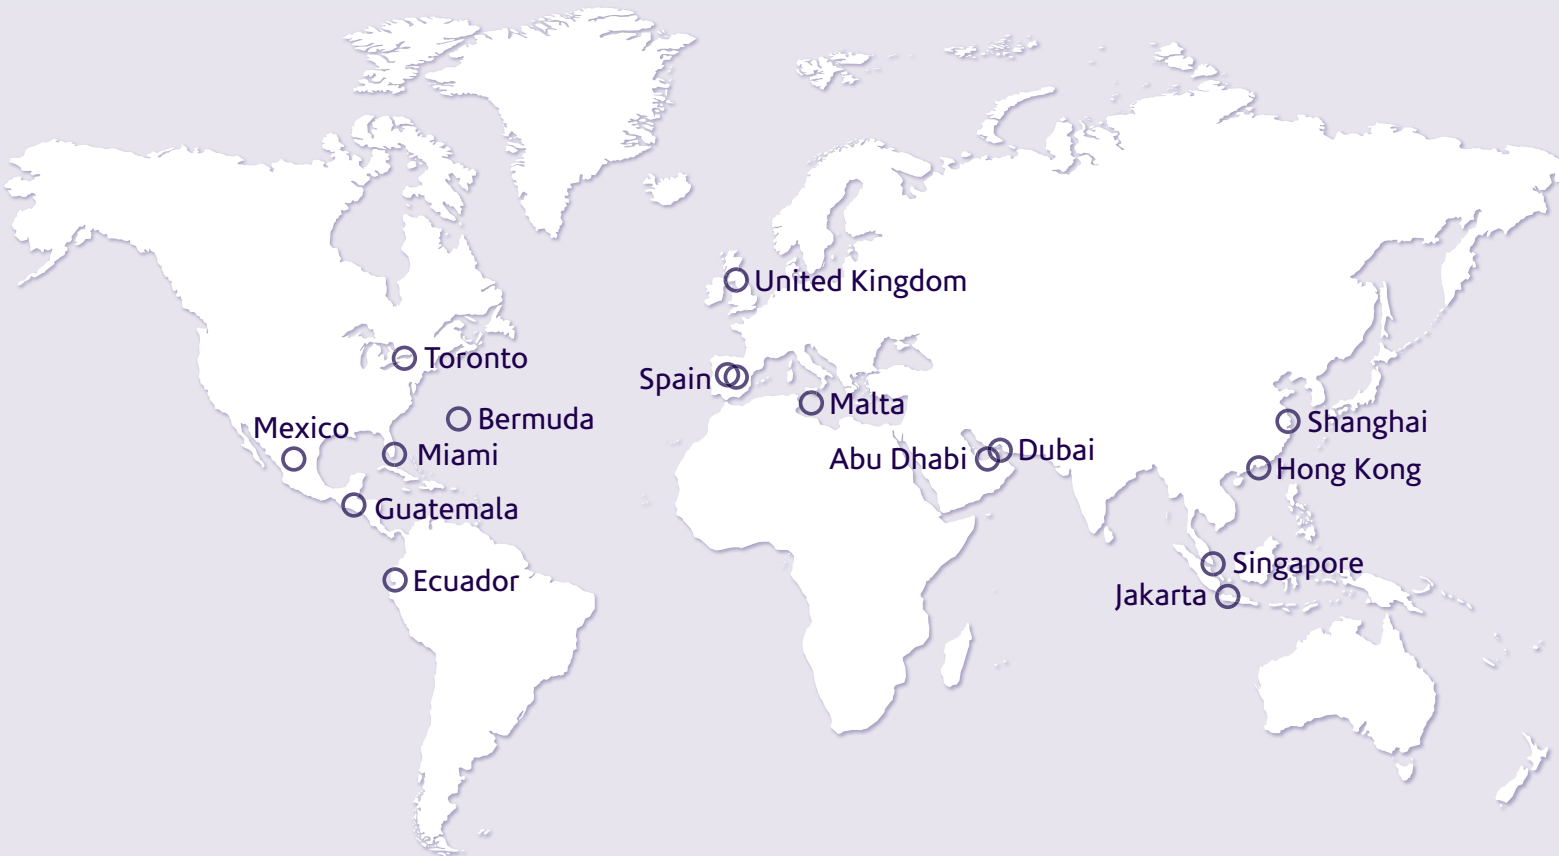 United Kingdom
Toronto
Spain
Malta
Bermuda
Mexico
Miami
Abu Dhabi
Dubai
Shanghai
Hong Kong
Guatemala
Ecuador
Singapore
Jakarta